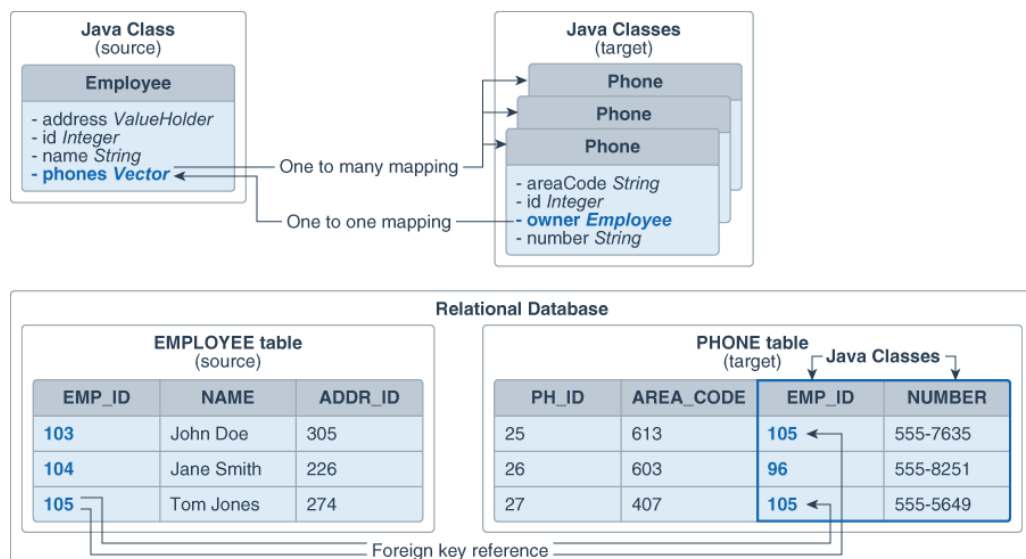 Java Class
(source)
Employee
- address ValueHolder
- id Integer
- name String
- phones Vector
One to many mapping
One to one mapping
Java Classes
(target)
Phone
Phone
Phone
- areaCode String
- id Integer
- owner Employee
- number String
Relational Database
EMPLOYEE table
(source)
EMP_ID NAME ADDR_ID
103 John Doe 305
104 Jane Smith 226
105 Tom Jones 274
PHONE table
(target)
Java Classes
PH_ID AREA_CODE EMP_ID NUMBER
25 613 105 555-7635
26 603 96 555-8251
27 407 105 555-5649
Foreign key reference